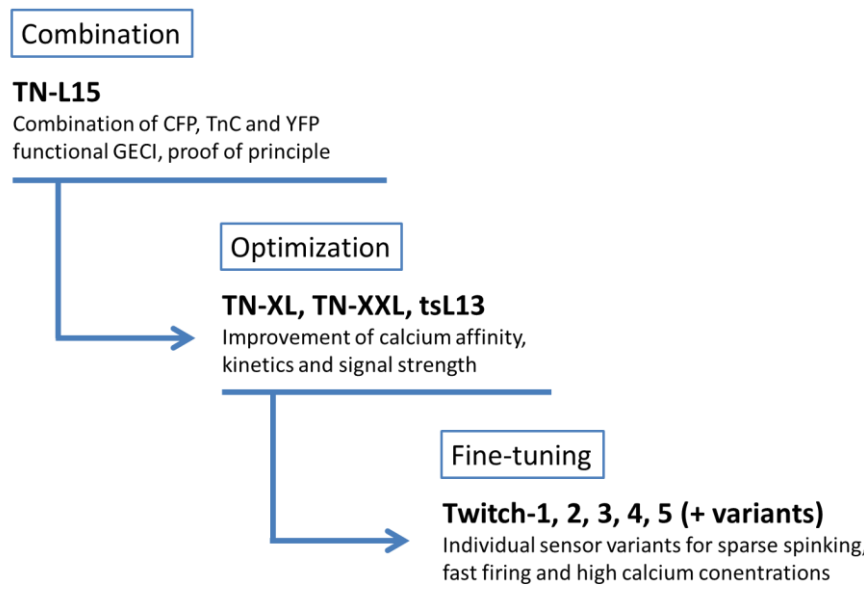 Combination
TN-L15
Combination of CFP, TnC and YFP
functional GECI, proof of principle
Optimization
TN-XL, TN-XXL, tsL13
Improvement of calcium affinity,
kinetics and signal strength
Fine-tuning
Twitch-1, 2, 3, 4, 5 (+ variants)
Individual sensor variants for sparse spinking,
fast firing and high calcium conentrations